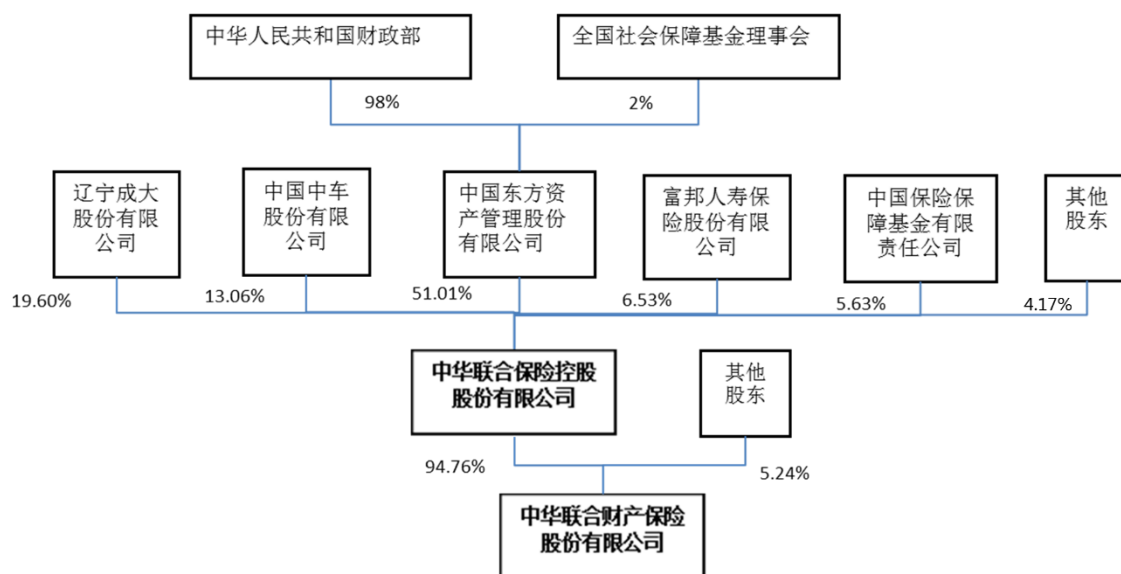 中华人民共和国财政部
全国社会保障基金理事会
98%
2%
辽宁成大
股份有限
公司
中国中车
股份有限
公司
中国东方资
产管理股份
有限公司
富邦人寿保
险股份有限
公司
中国保险保
障基金有限
责任公司
其他
股东
19.60%
13.06%
51.01%
6.53%
5.63%
4.17%
中华联合保险控股
股份有限公司
其他
股东
94.76%
5.24%
中华联合财产保险
股份有限公司